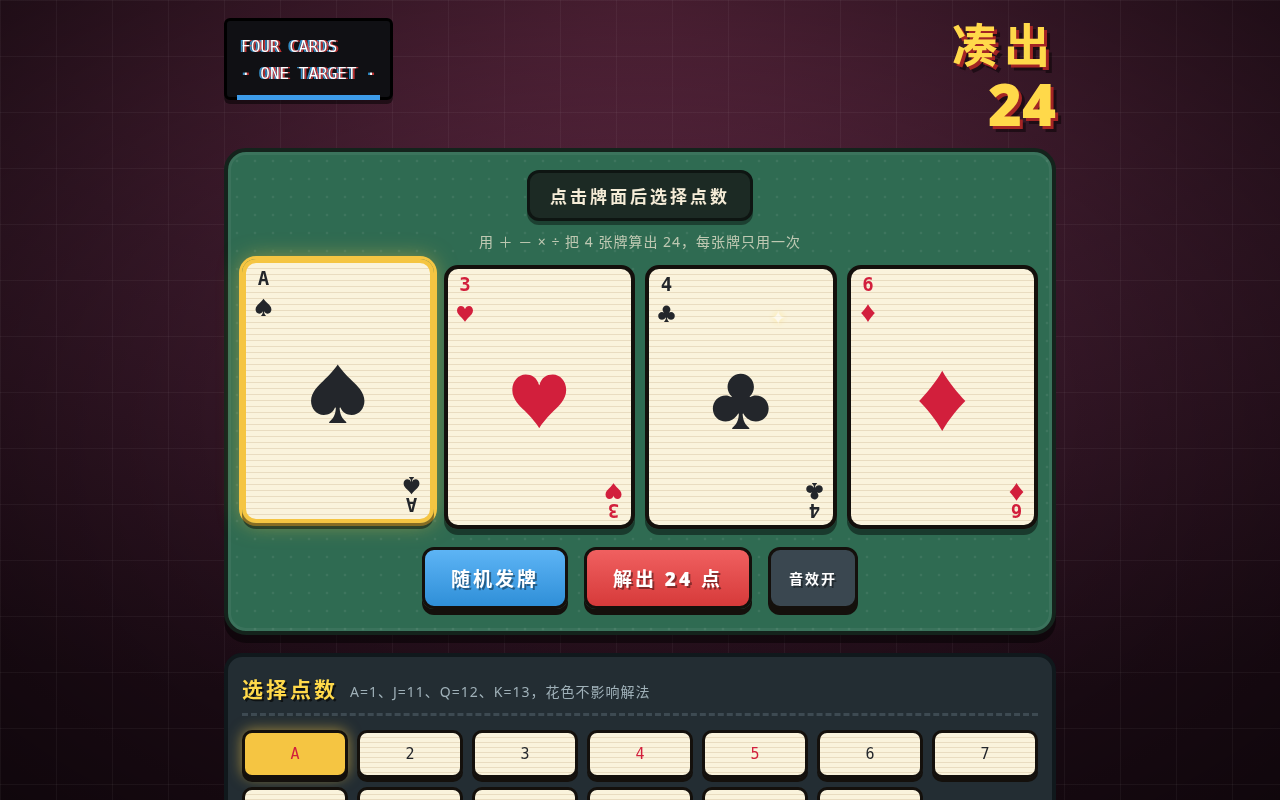 FOUR CARDS
· ONE TARGET ·
凑出
24
点击牌面后选择点数
用 ＋ － × ÷ 把 4 张牌算出 24，每张牌只用一次
A
3
4
6
A
3
4
6
随机发牌
解出 24 点
音效开
选择点数
A=1、J=11、Q=12、K=13，花色不影响解法
A
2
3
4
5
6
7